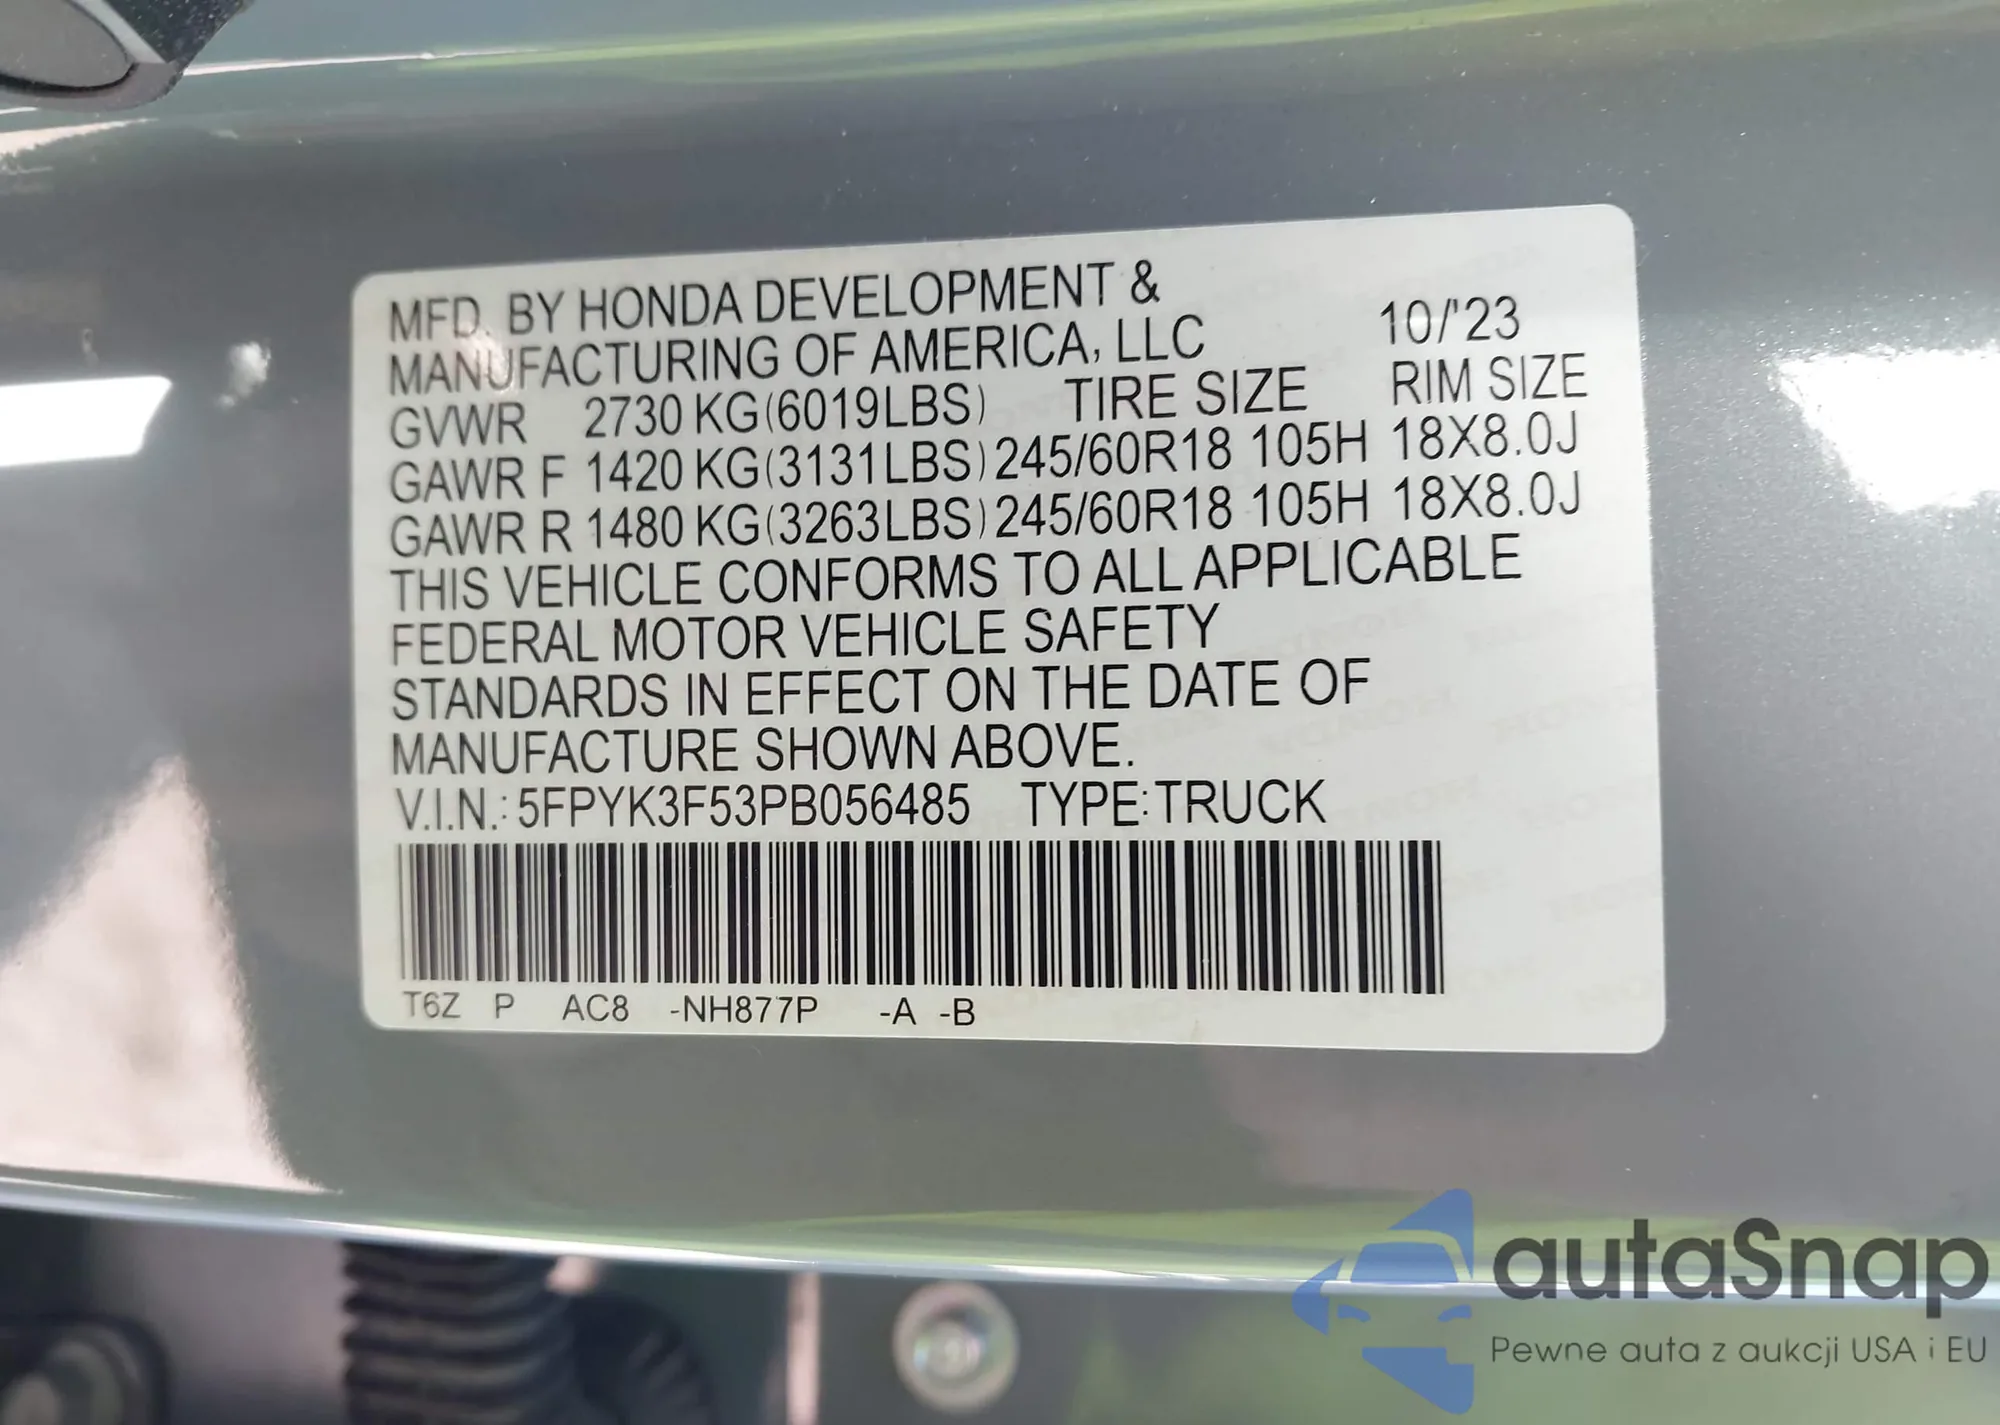 MFD. BY HONDA DEVELOPMENT &
MANUFACTURING OF AMERICA, LLC 10/'23
GVWR 2730 KG(6019LBS) TIRE SIZE RIM SIZE
GAWR F 1420 KG(3131LBS) 245/60R18 105H 18X8.0J
GAWR R 1480 KG(3263LBS) 245/60R18 105H 18X8.0J
THIS VEHICLE CONFORMS TO ALL APPLICABLE
FEDERAL MOTOR VEHICLE SAFETY
STANDARDS IN EFFECT ON THE DATE OF
MANUFACTURE SHOWN ABOVE.
V.I.N.: 5FPYK3F53PB056485 TYPE: TRUCK
T6Z P AC8 -NH877P -A -B
autaSnap
Pewne auta z aukcji USA i EU